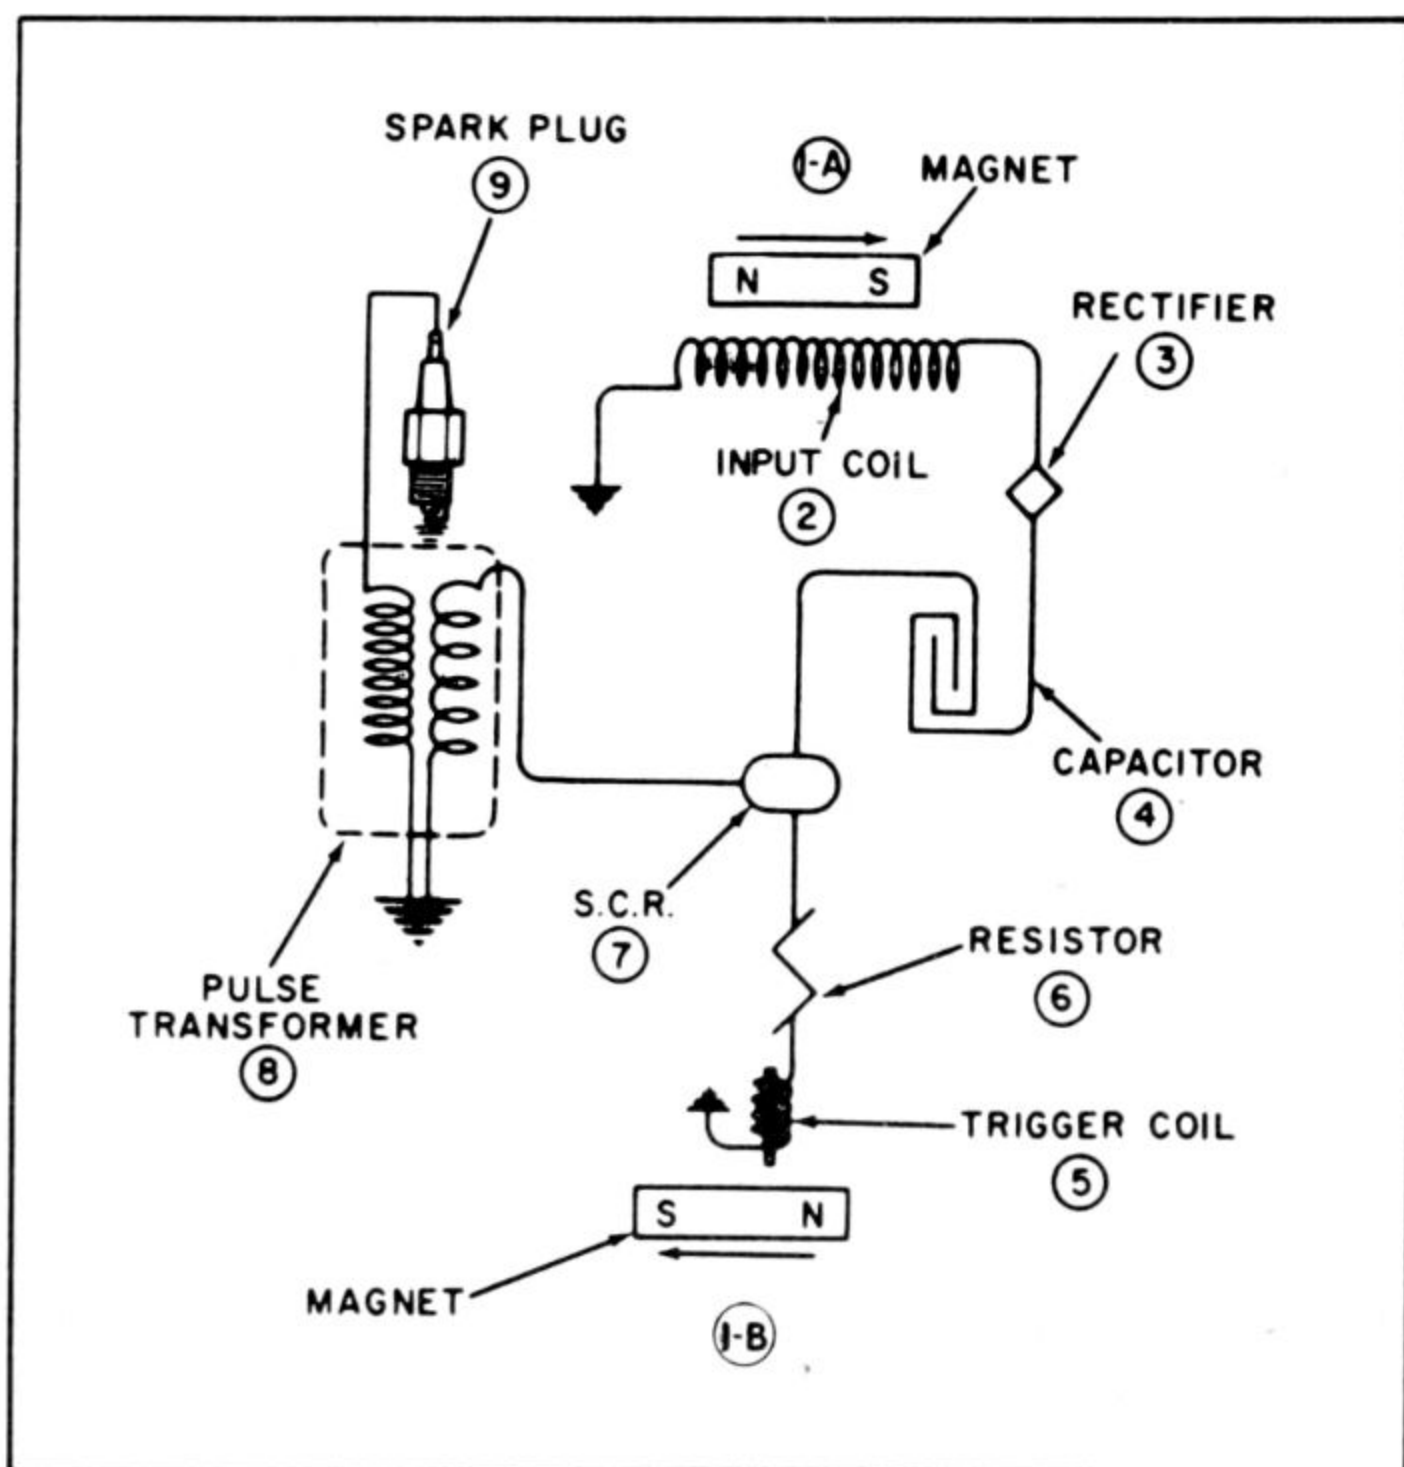 SPARK PLUG
9
1-A
MAGNET
N S
RECTIFIER
3
INPUT COIL
2
CAPACITOR
4
S.C.R.
7
RESISTOR
6
PULSE
TRANSFORMER
8
TRIGGER COIL
5
S N
MAGNET
1-B